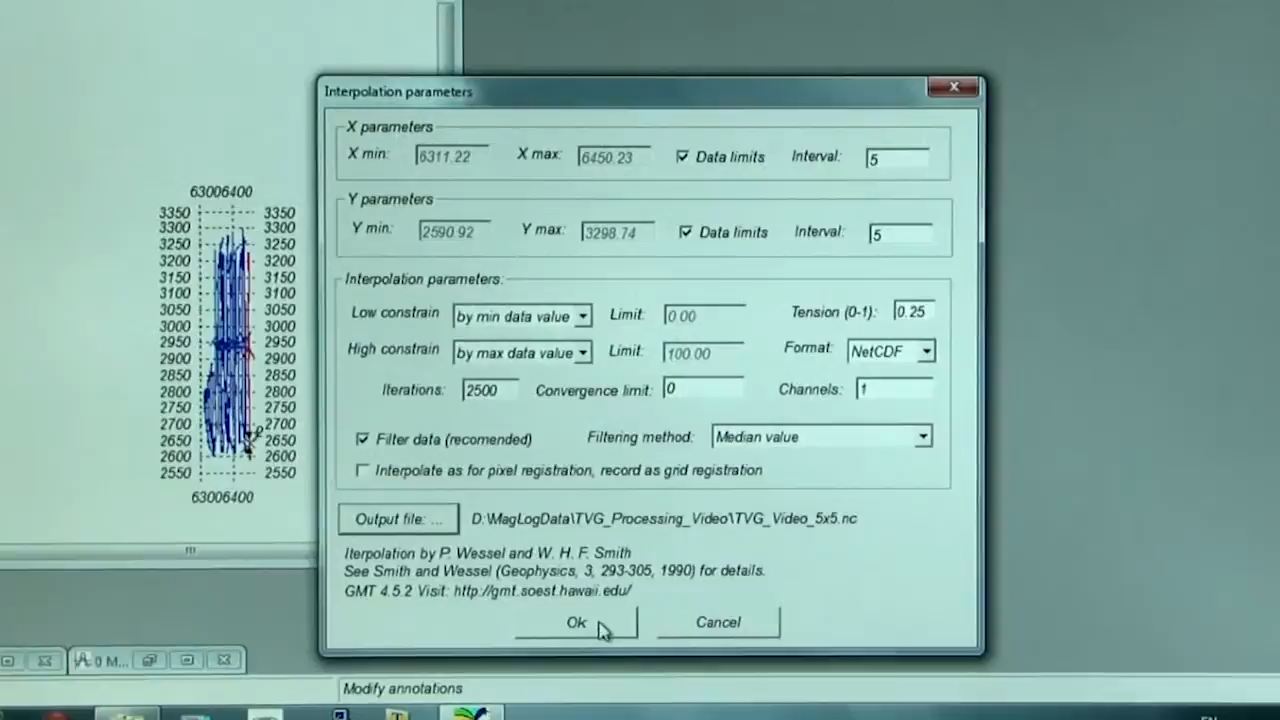 Interpolation parameters
X parameters
X min: 6311.22 X max: 6450.23 Data limits Interval: 5
Y parameters
Y min: 2590.92 Y max: 3298.74 Data limits Interval: 5
Interpolation parameters:
Low constrain by min data value Limit: 0.00 Tension (0-1): 0.25
High constrain by max data value Limit: 100.00 Format: NetCDF
Iterations: 2500 Convergence limit: 0 Channels: 1
Filter data (recomended) Filtering method: Median value
Interpolate as for pixel registration, record as grid registration
Output file: ... D:\MagLogData\TVG_Processing_Video\TVG_Video_5x5.nc
Iterpolation by P. Wessel and W. H. F. Smith
See Smith and Wessel (Geophysics, 3, 293-305, 1990) for details.
GMT 4.5.2 Visit: http://gmt.soest.hawaii.edu/
Ok Cancel
63006400
3350 3350
3300 3300
3250 3250
3200 3200
3150 3150
3100 3100
3050 3050
3000 3000
2950 2950
2900 2900
2850 2850
2800 2800
2750 2750
2700 2700
2650 2650
2600 2600
2550 2550
63006400
0 M...
Modify annotations